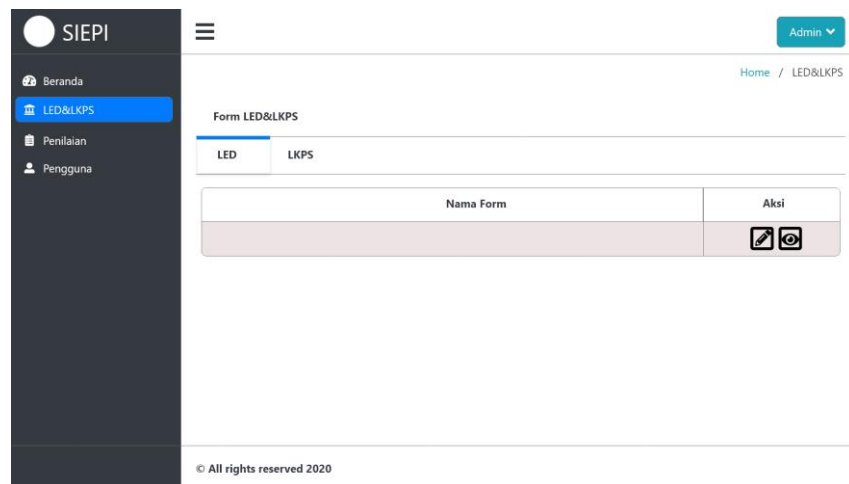 SIEPI
Admin
Home / LED&LKPS
Beranda
LED&LKPS
Penilaian
Pengguna
Form LED&LKPS
LED LKPS
Nama Form Aksi
© All rights reserved 2020